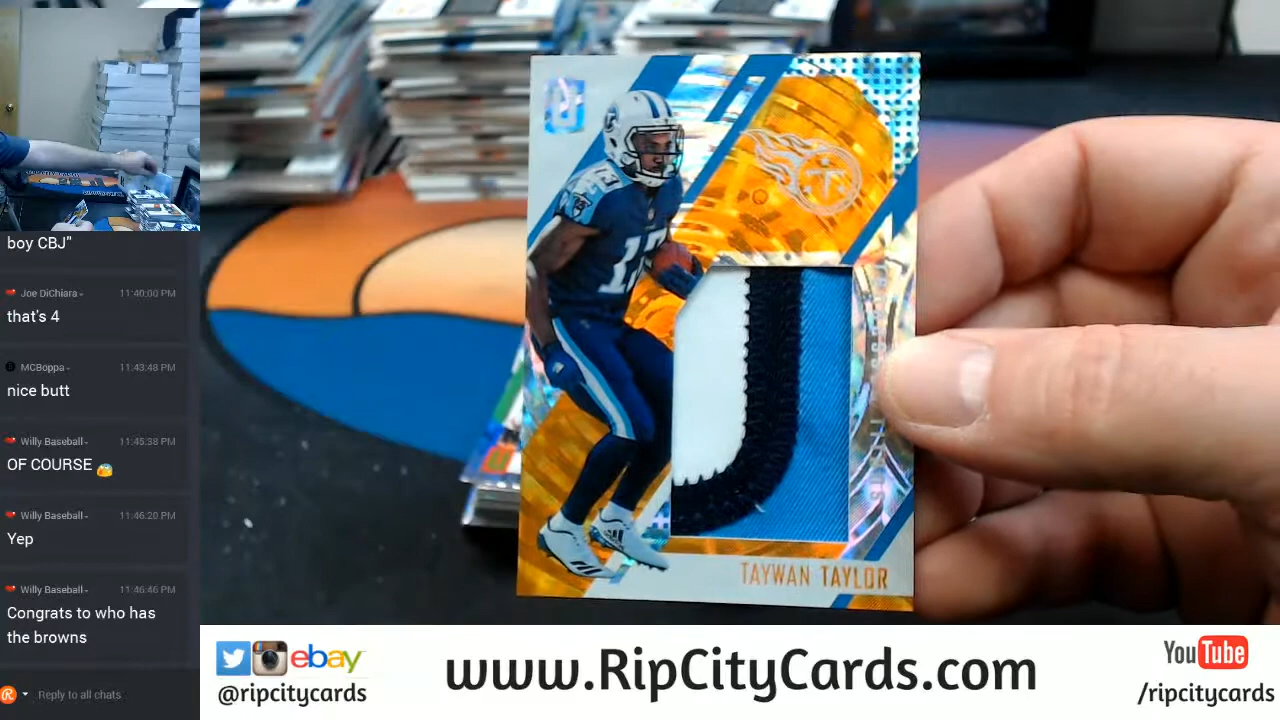 boy CBJ"
Joe DiChiara
11:40:00 PM
that's 4
MCBoppa
11:43:48 PM
nice butt
Willy Baseball
11:45:38 PM
OF COURSE
Willy Baseball
11:46:20 PM
Yep
Willy Baseball
11:46:46 PM
Congrats to who has
the browns
Reply to all chats
13
13
T
TAYWAN TAYLOR
ebay
@ripcitycards
www.RipCityCards.com
YouTube
/ripcitycards